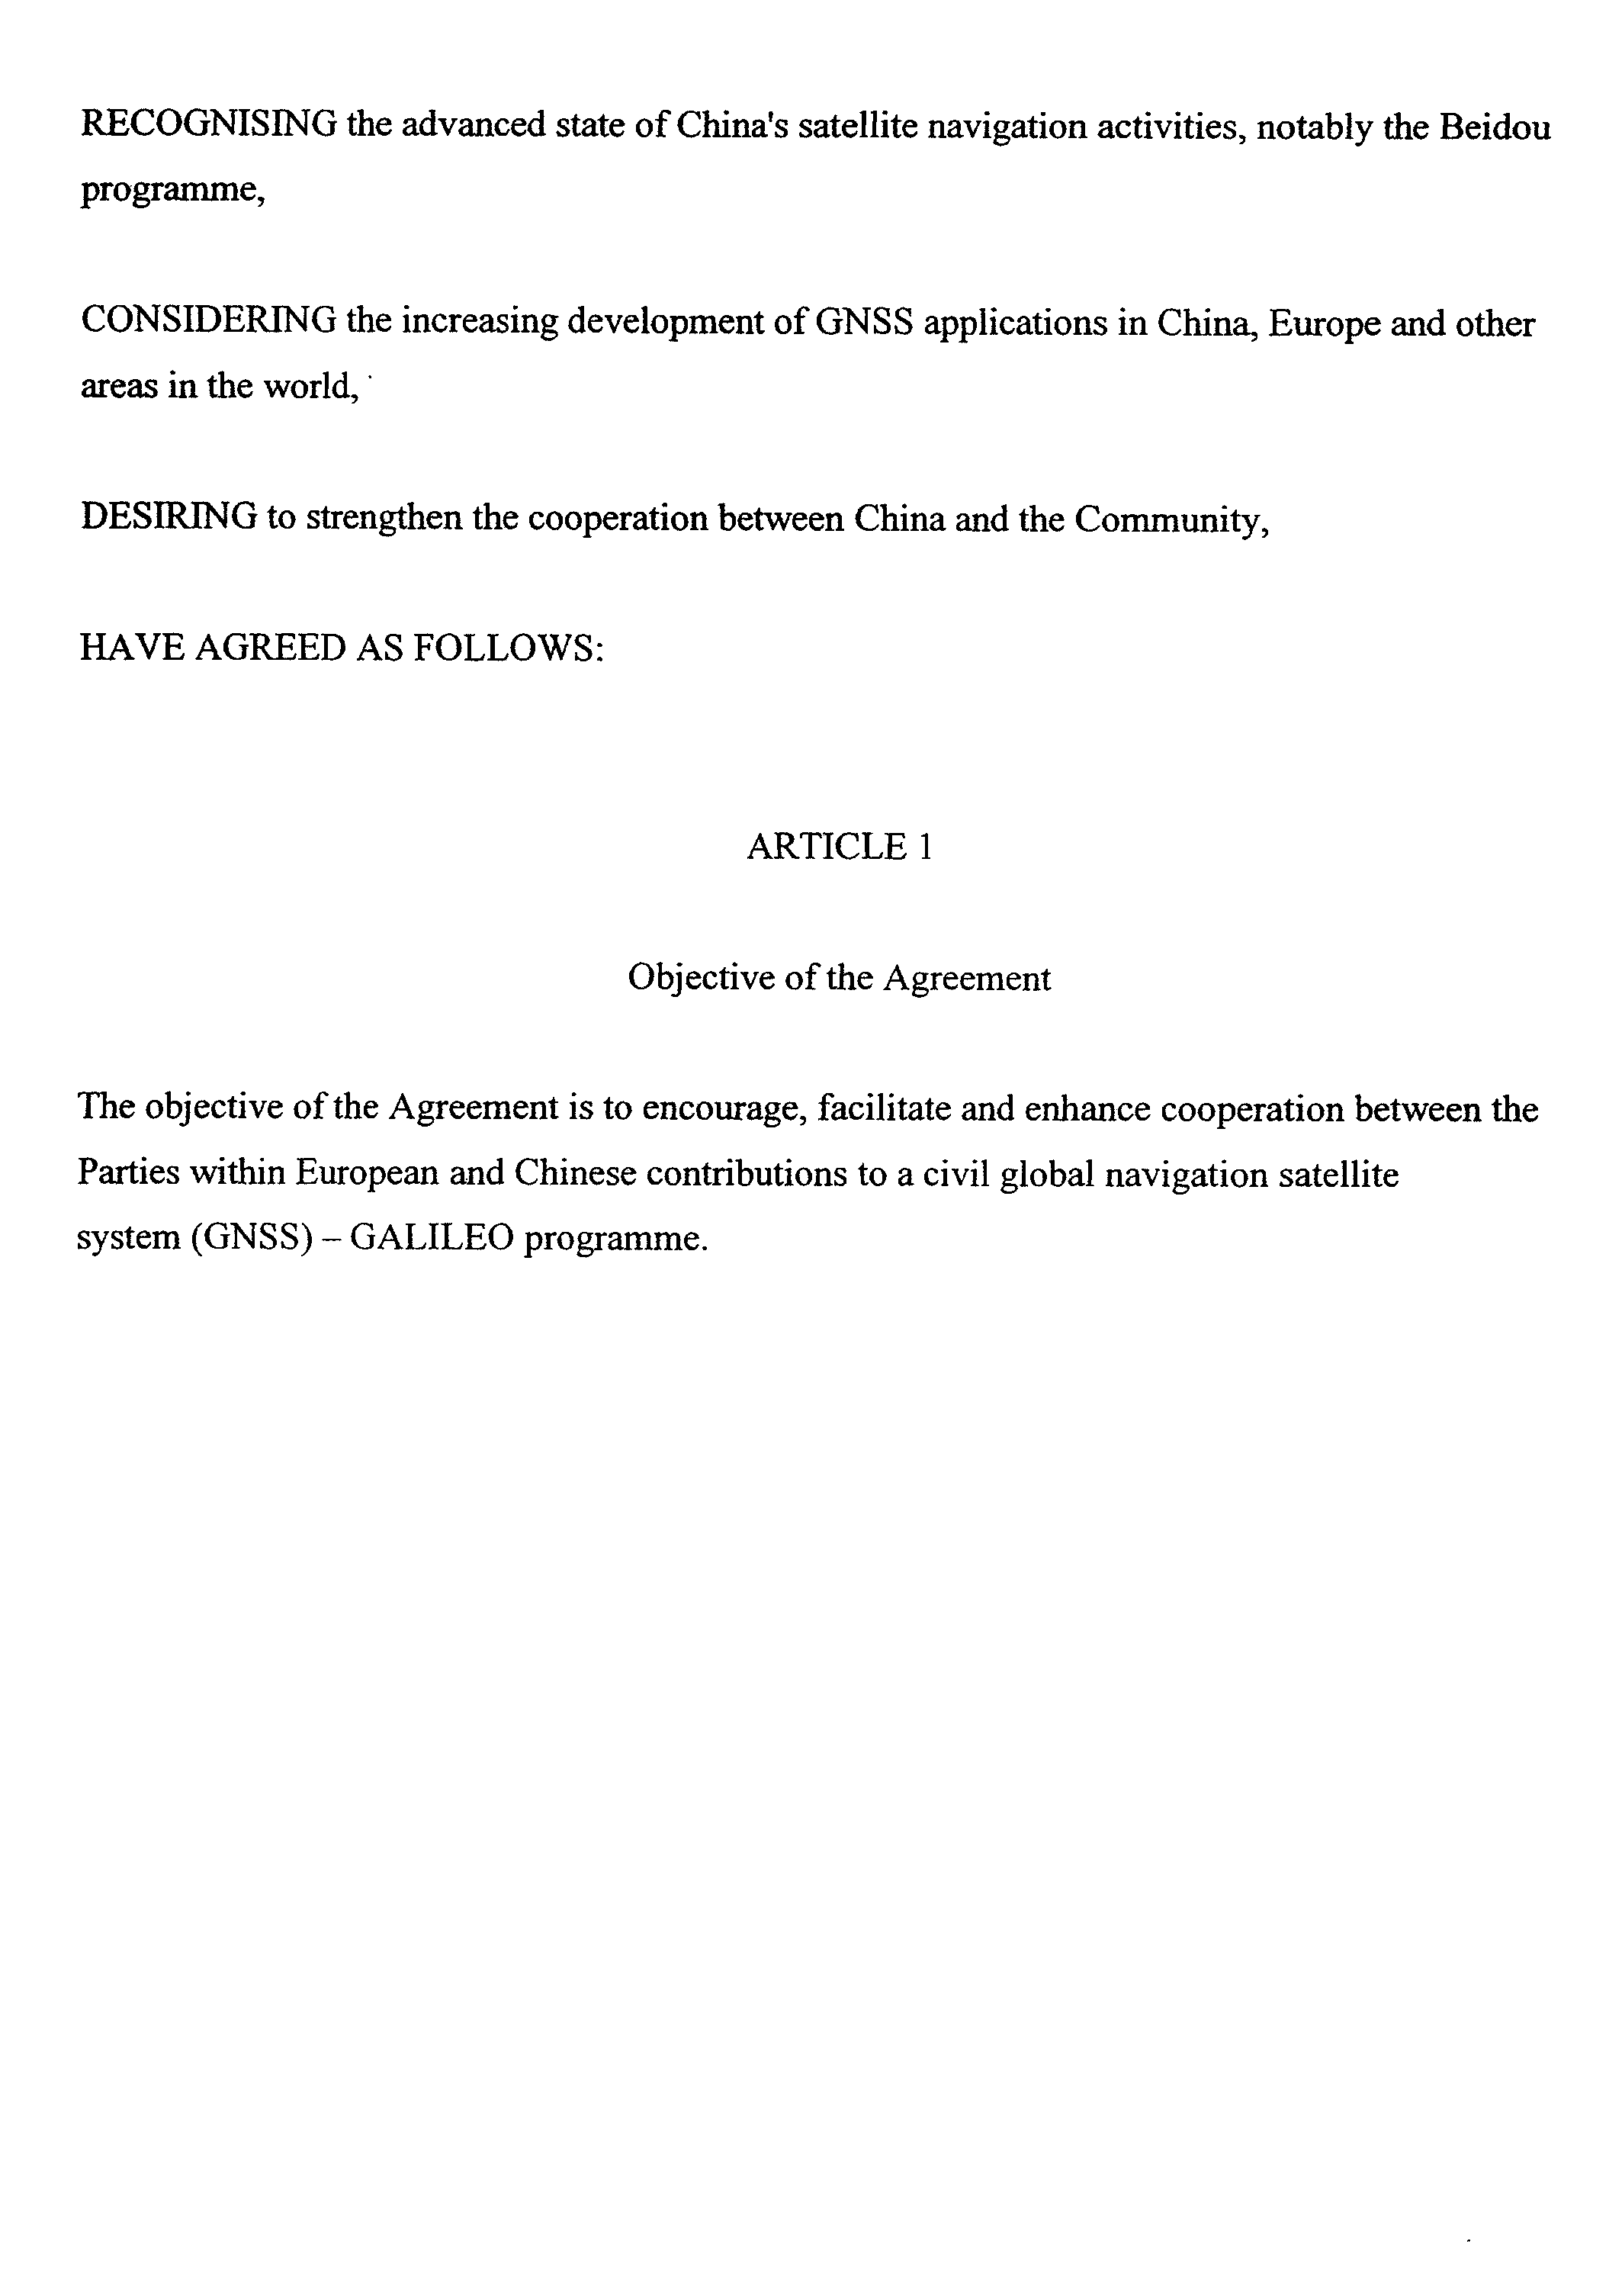 RECOGNISING the advanced state of China's satellite navigation activities, notably the Beidou
programme,
CONSIDERING the increasing development of GNSS applications in China, Europe and other
areas in the world,
DESIRING to strengthen the cooperation between China and the Community,
HAVE AGREED AS FOLLOWS:
ARTICLE 1
Objective of the Agreement
The objective of the Agreement is to encourage, facilitate and enhance cooperation between the
Parties within European and Chinese contributions to a civil global navigation satellite
system (GNSS) – GALILEO programme.